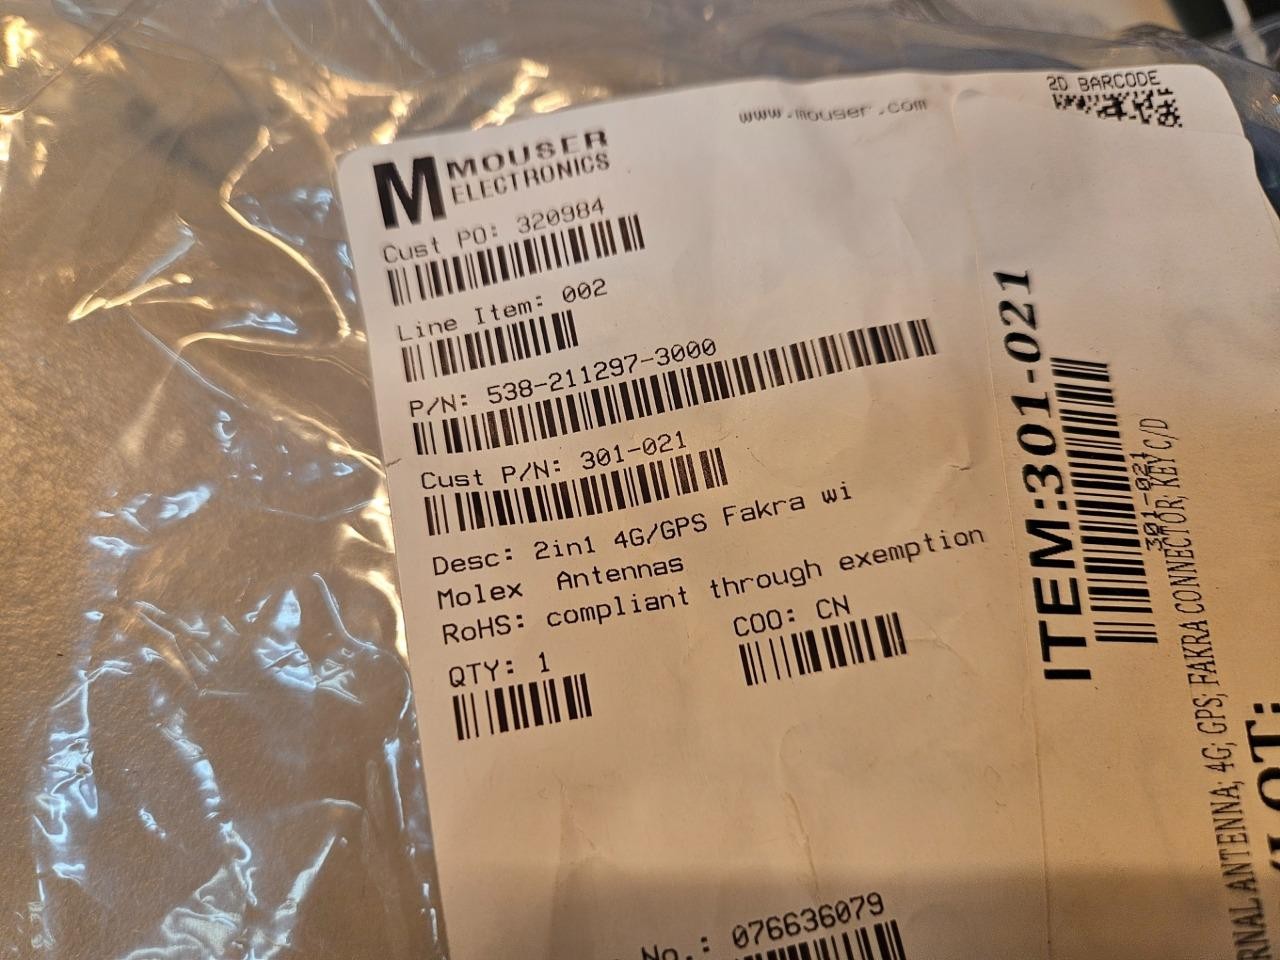 2D BARCODE
www.mouser.com
M MOUSER
ELECTRONICS
Cust PO: 320984
Line Item: 002
P/N: 538-211297-3000
Cust P/N: 301-021
Desc: 2in1 4G/GPS Fakra wi
Molex Antennas
RoHS: compliant through exemption
QTY: 1
COO: CN
No.: 076636079
ITEM:301-021
301-021
RNAL ANTENNA; 4G; GPS; FAKRA CONNECTOR; KEY C/D
LOT: